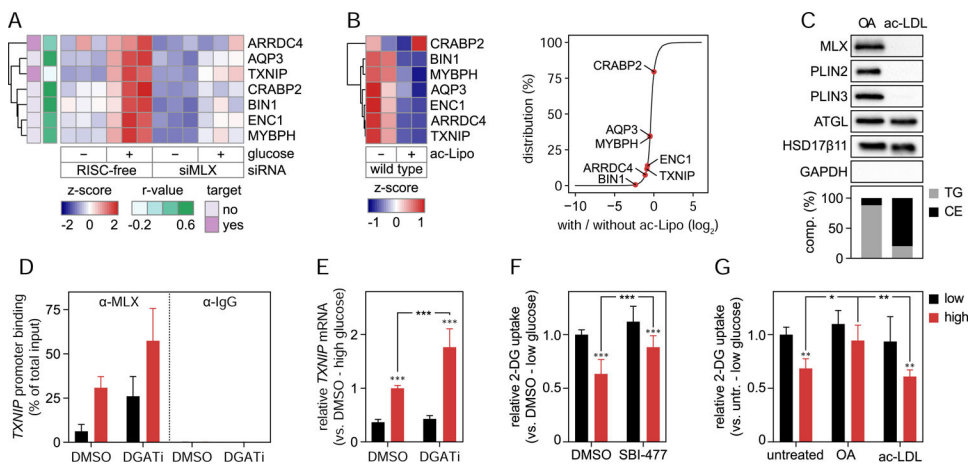 A
ARRDC4
AQP3
TXNIP
CRABP2
BIN1
ENC1
MYBPH
− + − + glucose
RISC-free siMLX siRNA
z-score r-value target
-2 2 -0.2 0.6 no
yes
B
CRABP2
BIN1
MYBPH
AQP3
ENC1
ARRDC4
TXNIP
− + ac-Lipo
wild type
z-score
-1 1
distribution (%)
100
75
50
25
0
CRABP2
AQP3
MYBPH
ARRDC4
BIN1
ENC1
TXNIP
−10 −5 0 5
with / without ac-Lipo (log2)
C
OA ac-LDL
MLX
PLIN2
PLIN3
ATGL
HSD17β11
GAPDH
comp. (%)
100
50
0
TG
CE
D
TXNIP promoter binding
(% of total input)
α-MLX α-IgG
75
50
25
0
DMSO DGATi DMSO DGATi
E
relative TXNIP mRNA
(vs. DMSO - high glucose)
2.0
1.5
1.0
0.5
0
***
***
***
DMSO DGATi
F
relative 2-DG uptake
(vs. DMSO - low glucose)
1.0
0.5
0
***
***
***
DMSO SBI-477
G
relative 2-DG uptake
(vs. untr. - low glucose)
1.0
0.5
0
* **
**
**
**
untreated OA ac-LDL
low
high